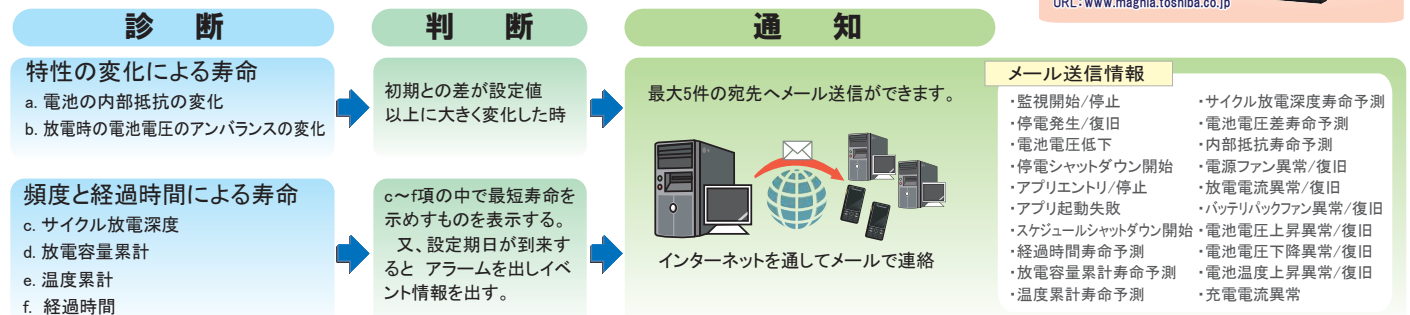 URL：www.magnia.toshiba.co.jp
診　断
特性の変化による寿命
a. 電池の内部抵抗の変化
b. 放電時の電池電圧のアンバランスの変化
頻度と経過時間による寿命
c. サイクル放電深度
d. 放電容量累計
e. 温度累計
f. 経過時間
判　断
初期との差が設定値
以上に大きく変化した時
c～f項の中で最短寿命を
示めすものを表示する。
又、設定期日が到来す
ると アラームを出しイベ
ント情報を出す。
通　知
最大5件の宛先へメール送信ができます。
インターネットを通してメールで連絡
メール送信情報
・監視開始/停止
・停電発生/復旧
・電池電圧低下
・停電シャットダウン開始
・アプリエントリ/停止
・アプリ起動失敗
・スケジュールシャットダウン開始
・経過時間寿命予測
・放電容量累計寿命予測
・温度累計寿命予測
・サイクル放電深度寿命予測
・電池電圧差寿命予測
・内部抵抗寿命予測
・電源ファン異常/復旧
・放電電流異常/復旧
・バッテリパックファン異常/復旧
・電池電圧上昇異常/復旧
・電池電圧下降異常/復旧
・電池温度上昇異常/復旧
・充電電流異常